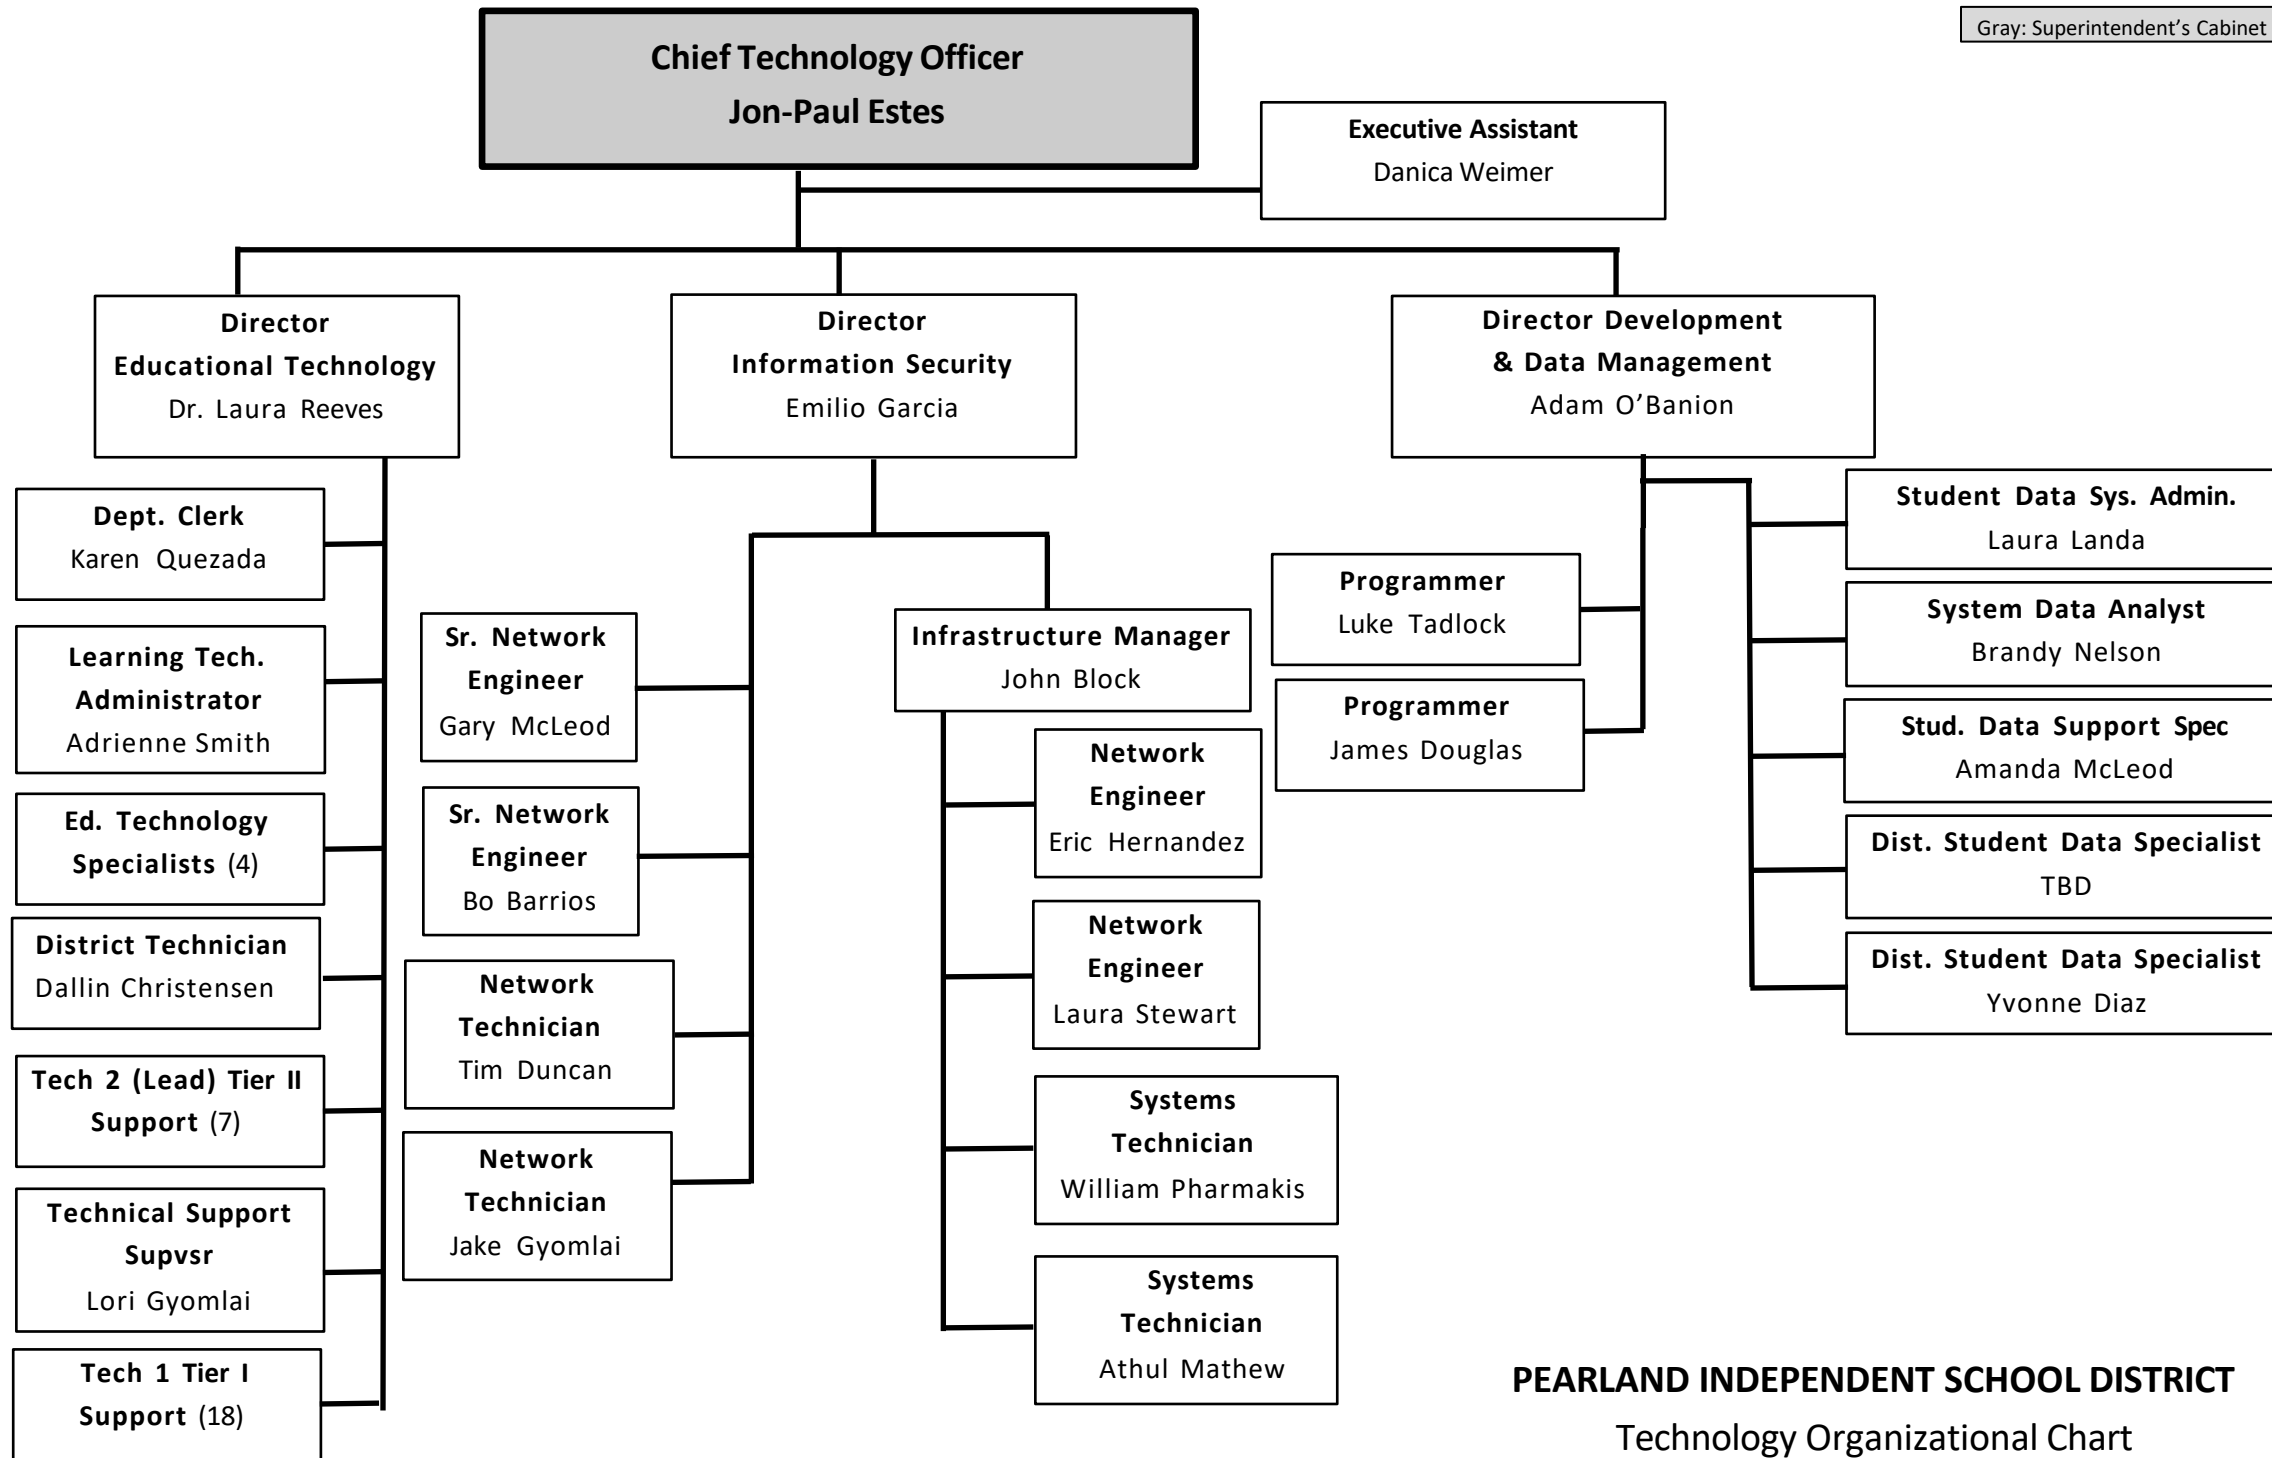 Gray: Superintendent’s Cabinet
Chief Technology Officer
Jon-Paul Estes
Executive Assistant
Danica Weimer
Director
Educational Technology
Dr. Laura Reeves
Dept. Clerk
Karen Quezada
Learning Tech.
Administrator
Adrienne Smith
Ed. Technology
Specialists (4)
District Technician
Dallin Christensen
Tech 2 (Lead) Tier II
Support (7)
Technical Support
Supvsr
Lori Gyomlai
Tech 1 Tier I
Support (18)
Director
Information Security
Emilio Garcia
Sr. Network
Engineer
Gary McLeod
Sr. Network
Engineer
Bo Barrios
Network
Technician
Tim Duncan
Network
Technician
Jake Gyomlai
Infrastructure Manager
John Block
Network
Engineer
Eric Hernandez
Network
Engineer
Laura Stewart
Systems
Technician
William Pharmakis
Systems
Technician
Athul Mathew
Director Development
& Data Management
Adam O’Banion
Programmer
Luke Tadlock
Programmer
James Douglas
Student Data Sys. Admin.
Laura Landa
System Data Analyst
Brandy Nelson
Stud. Data Support Spec
Amanda McLeod
Dist. Student Data Specialist
TBD
Dist. Student Data Specialist
Yvonne Diaz
PEARLAND INDEPENDENT SCHOOL DISTRICT
Technology Organizational Chart